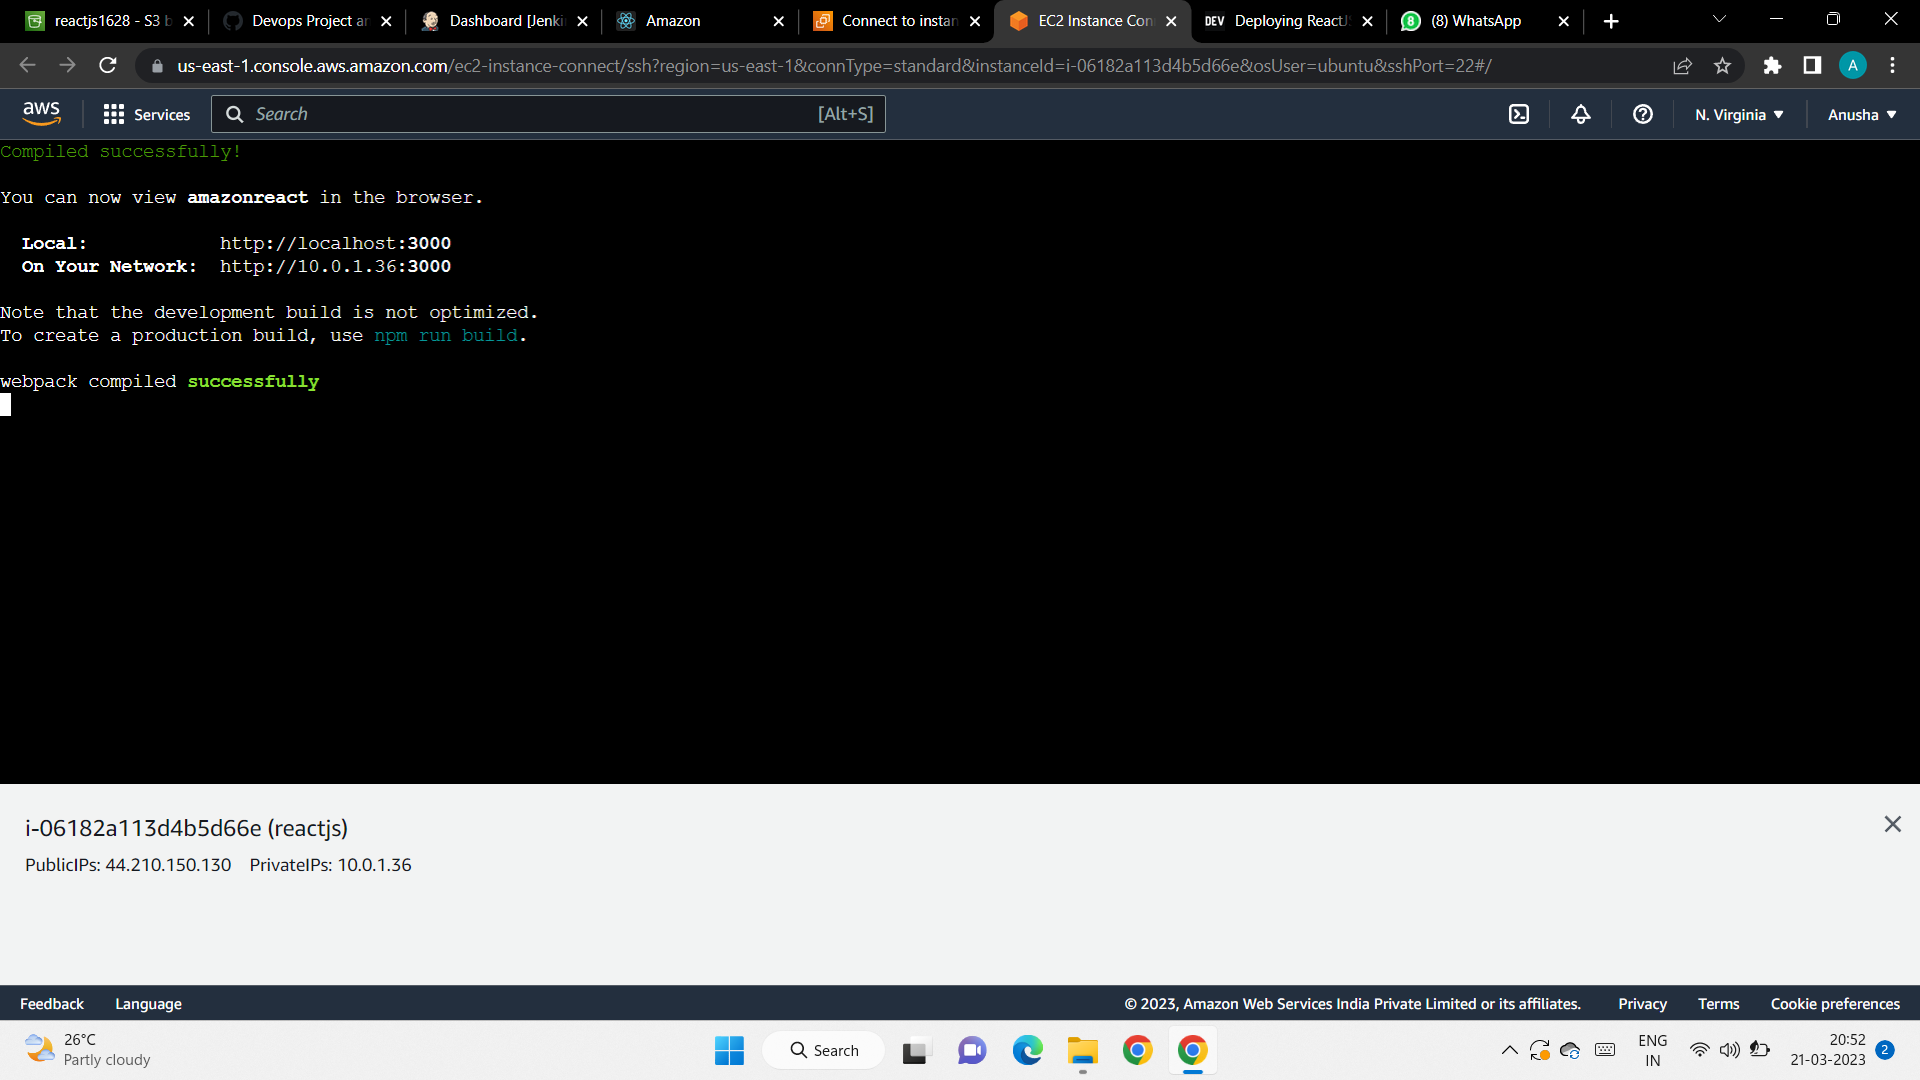 reactjs1628 - S3 b
Devops Project ar
Dashboard [Jenki
Amazon
Connect to instan
EC2 Instance Con
DEV Deploying ReactJS
8 (8) WhatsApp
us-east-1.console.aws.amazon.com/ec2-instance-connect/ssh?region=us-east-1&connType=standard&instanceId=i-06182a113d4b5d66e&osUser=ubuntu&sshPort=22#/
A
aws Services Search [Alt+S] N. Virginia Anusha
Compiled successfully!
You can now view amazonreact in the browser.
Local: http://localhost:3000
On Your Network: http://10.0.1.36:3000
Note that the development build is not optimized.
To create a production build, use npm run build.
webpack compiled successfully
i-06182a113d4b5d66e (reactjs)
PublicIPs: 44.210.150.130 PrivateIPs: 10.0.1.36
Feedback Language © 2023, Amazon Web Services India Private Limited or its affiliates. Privacy Terms Cookie preferences
26°C
Partly cloudy
Search
ENG
IN
20:52
21-03-2023
2